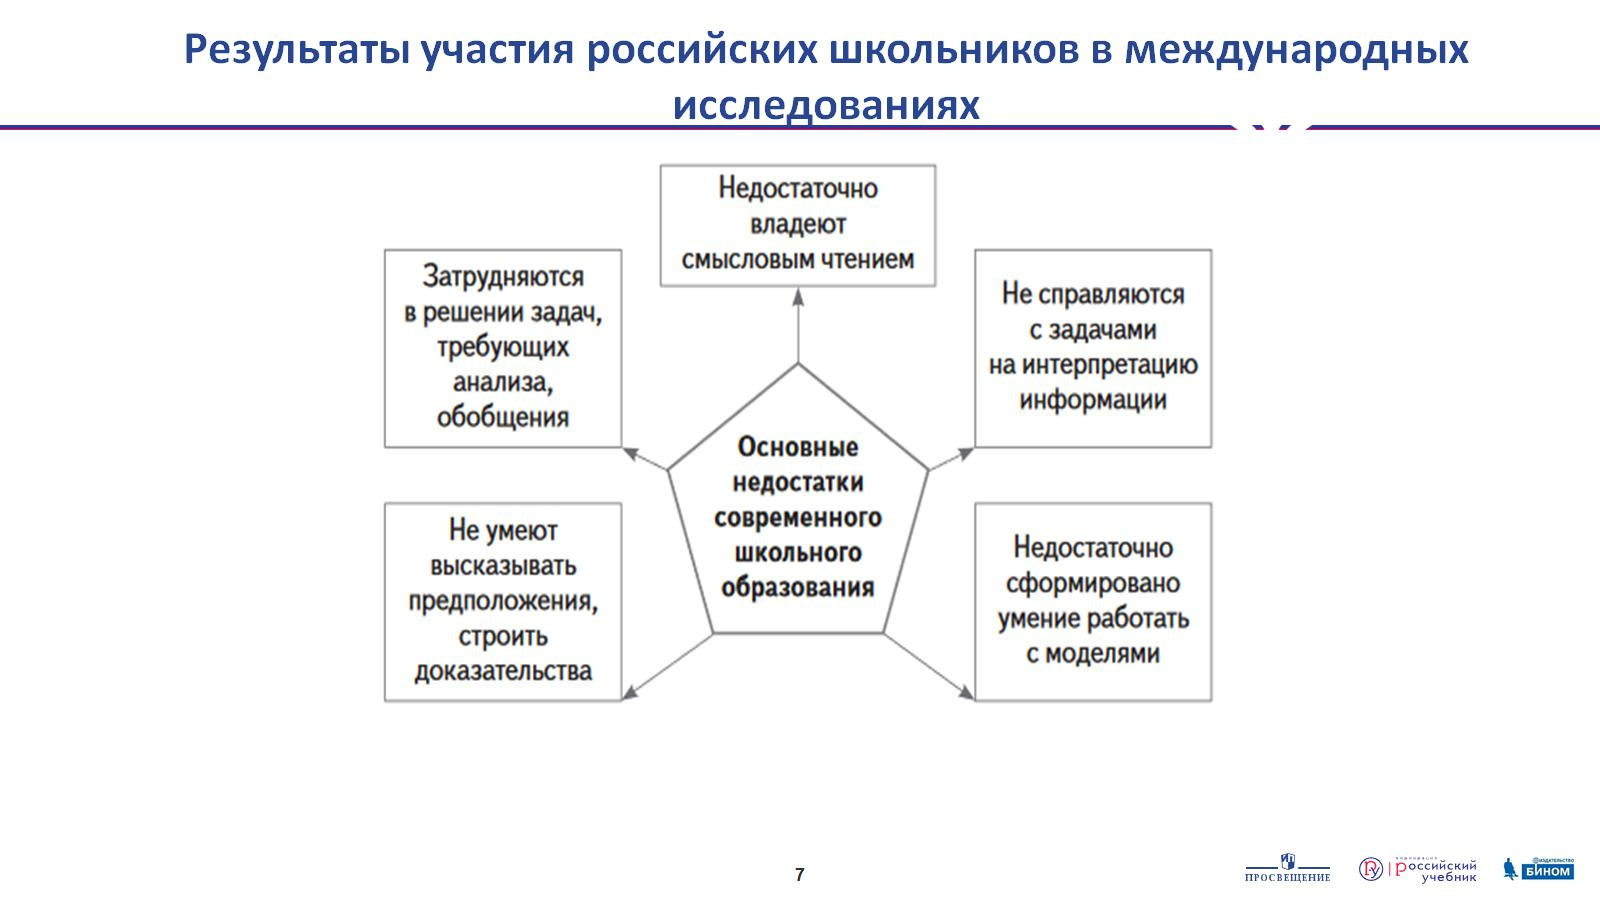 Результаты участия российских школьников в международных
исследованиях
Недостаточно
владеют
смысловым чтением
Затрудняются
в решении задач,
требующих
анализа,
обобщения
Не справляются
с задачами
на интерпретацию
информации
Основные
недостатки
современного
школьного
образования
Не умеют
высказывать
предположения,
строить
доказательства
Недостаточно
сформировано
умение работать
с моделями
7
ПРОСВЕЩЕНИЕ
корпорация
российский
учебник
ИЗДАТЕЛЬСТВО
БИНОМ